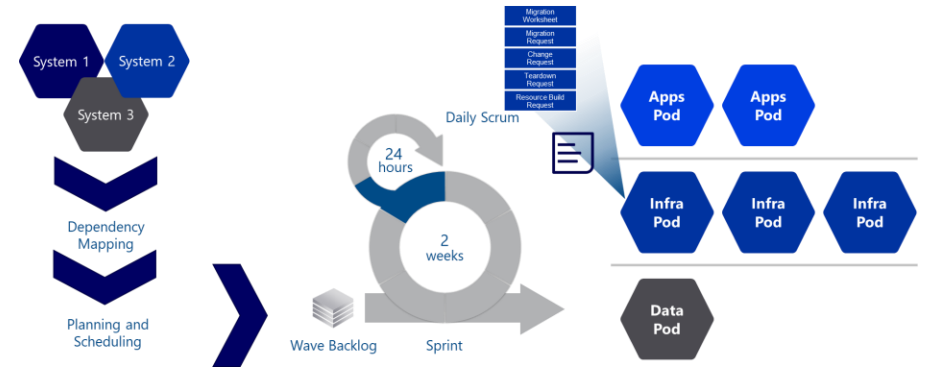 System 1
System 2
System 3
Dependency
Mapping
Planning and
Scheduling
Wave Backlog
Sprint
24
hours
2
weeks
Daily Scrum
Migration
Worksheet
Migration
Request
Change
Request
Teardown
Request
Resource Build
Request
Apps
Pod
Apps
Pod
Infra
Pod
Infra
Pod
Infra
Pod
Data
Pod